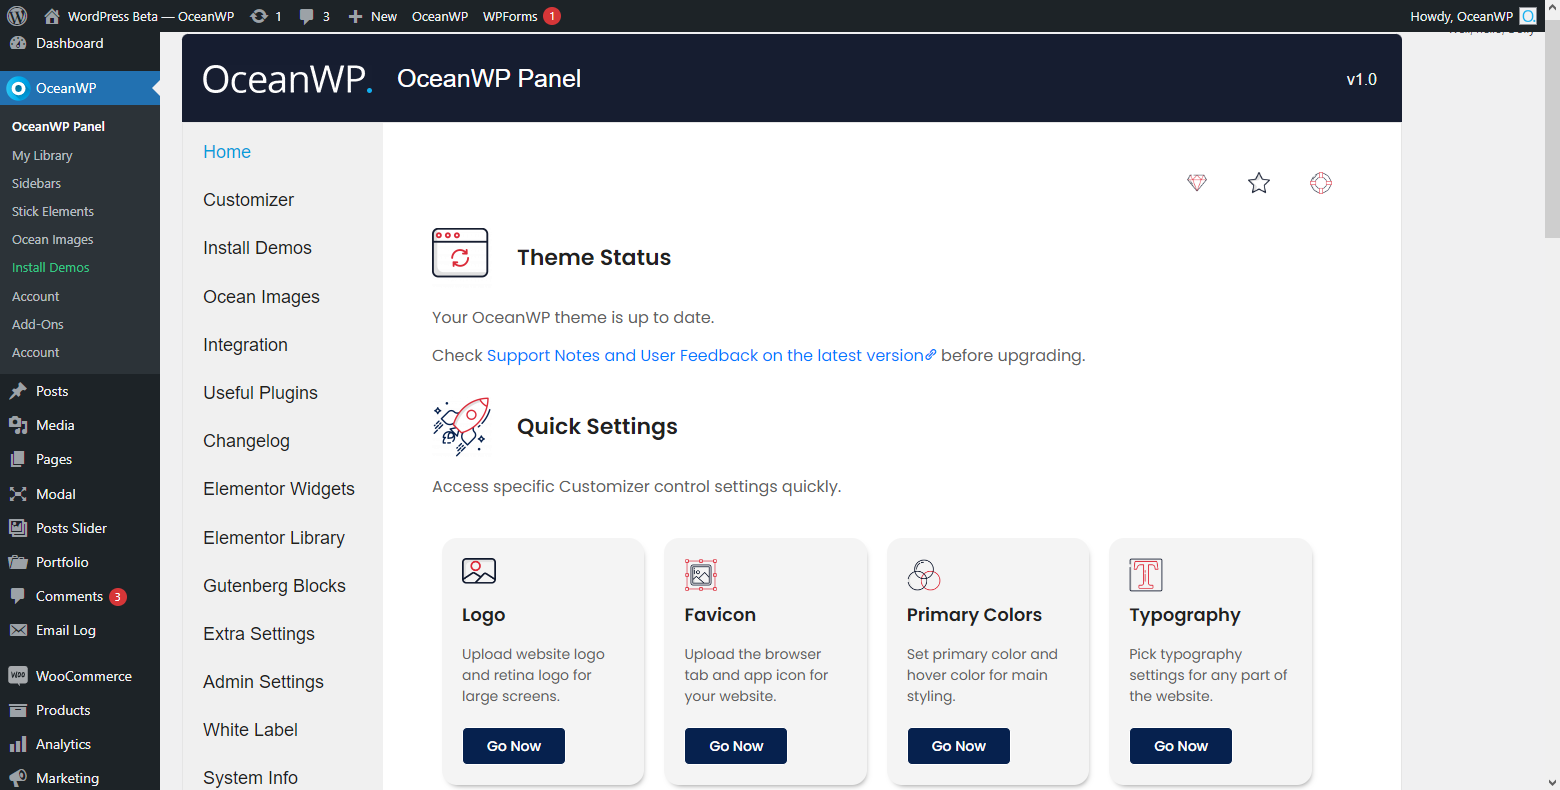 WordPress Beta — OceanWP 1 3 New OceanWP WPForms 1 Howdy, OceanWP
Dashboard
OceanWP
OceanWP Panel
My Library
Sidebars
Stick Elements
Ocean Images
Install Demos
Account
Add-Ons
Account
Posts
Media
Pages
Modal
Posts Slider
Portfolio
Comments 3
Email Log
WooCommerce
Products
Analytics
Marketing
OceanWP. OceanWP Panel v1.0
Home
Customizer
Install Demos
Ocean Images
Integration
Useful Plugins
Changelog
Elementor Widgets
Elementor Library
Gutenberg Blocks
Extra Settings
Admin Settings
White Label
System Info
Theme Status
Your OceanWP theme is up to date.
Check Support Notes and User Feedback on the latest version before upgrading.
Quick Settings
Access specific Customizer control settings quickly.
Logo
Upload website logo
and retina logo for
large screens.
Go Now
Favicon
Upload the browser
tab and app icon for
your website.
Go Now
Primary Colors
Set primary color and
hover color for main
styling.
Go Now
Typography
Pick typography
settings for any part of
the website.
Go Now